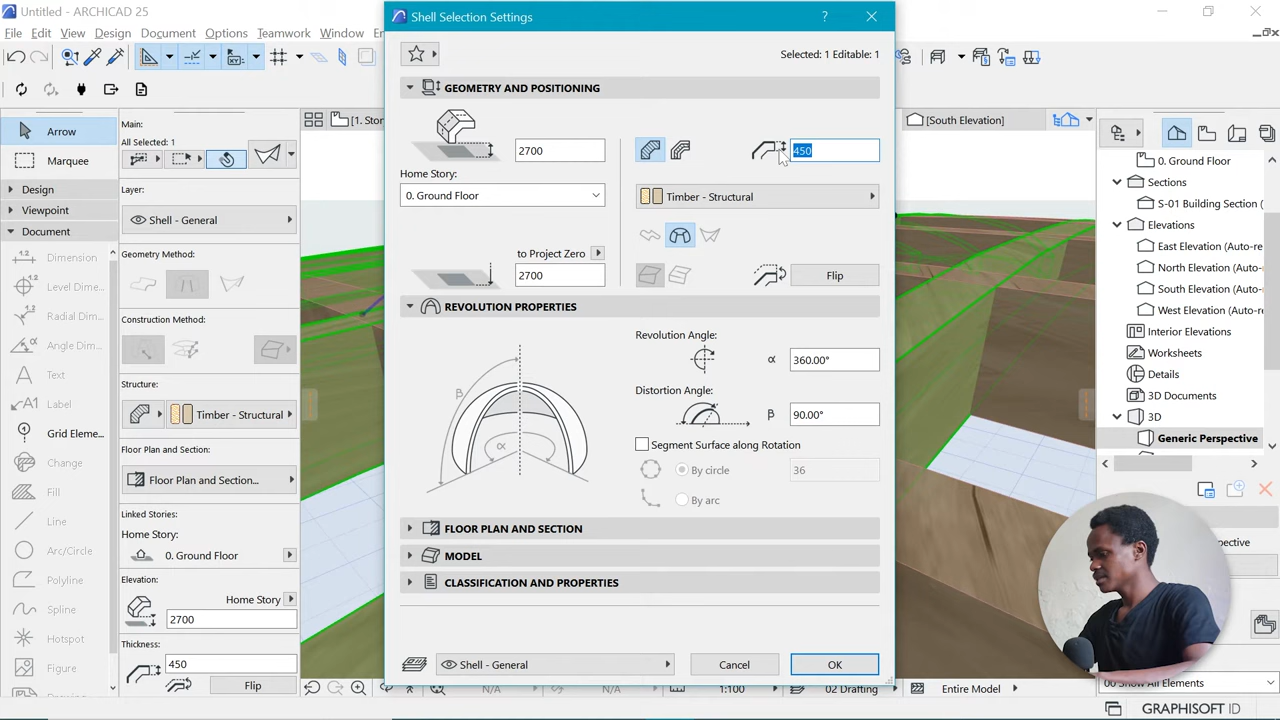 Untitled - ARCHICAD 25
File Edit View Design Document Options Teamwork Window
Shell Selection Settings
?
Selected: 1 Editable: 1
GEOMETRY AND POSITIONING
2700
Home Story:
0. Ground Floor
to Project Zero
2700
450
Timber - Structural
Flip
REVOLUTION PROPERTIES
β
α
Revolution Angle:
α
360.00°
Distortion Angle:
β
90.00°
Segment Surface along Rotation
By circle
36
By arc
FLOOR PLAN AND SECTION
MODEL
CLASSIFICATION AND PROPERTIES
Shell - General
Cancel
OK
Arrow
Marquee
Design
Viewpoint
Document
Dimension
Level Dime...
Radial Dim...
Angle Dim...
Text
Label
Grid Eleme...
Change
Fill
Line
Arc/Circle
Polyline
Spline
Hotspot
Figure
Main:
All Selected: 1
Layer:
Shell - General
Geometry Method:
Construction Method:
Structure:
Timber - Structural
Floor Plan and Section:
Floor Plan and Section...
Linked Stories:
Home Story:
0. Ground Floor
Elevation:
Home Story
2700
Thickness:
450
Flip
[South Elevation]
0. Ground Floor
Sections
S-01 Building Section (
Elevations
East Elevation (Auto-re
North Elevation (Auto-
South Elevation (Auto-
West Elevation (Auto-r
Interior Elevations
Worksheets
Details
3D Documents
3D
Generic Perspective
N/A
N/A
1:100
02 Drafting
Entire Model
GRAPHISOFT ID